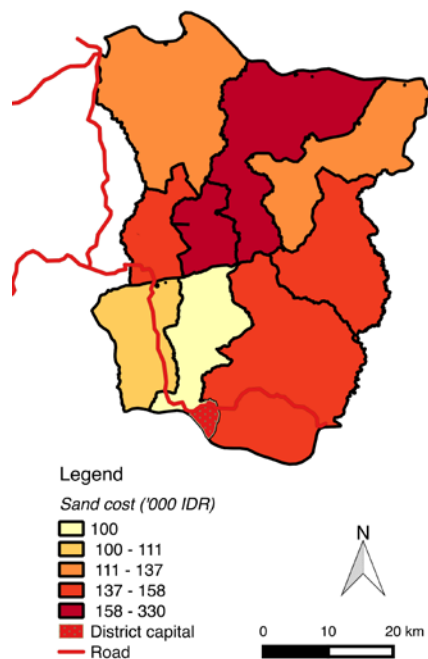 Legend
Sand cost ('000 IDR)
100
100 - 111
111 - 137
137 - 158
158 - 330
District capital
Road
N
0 10 20 km